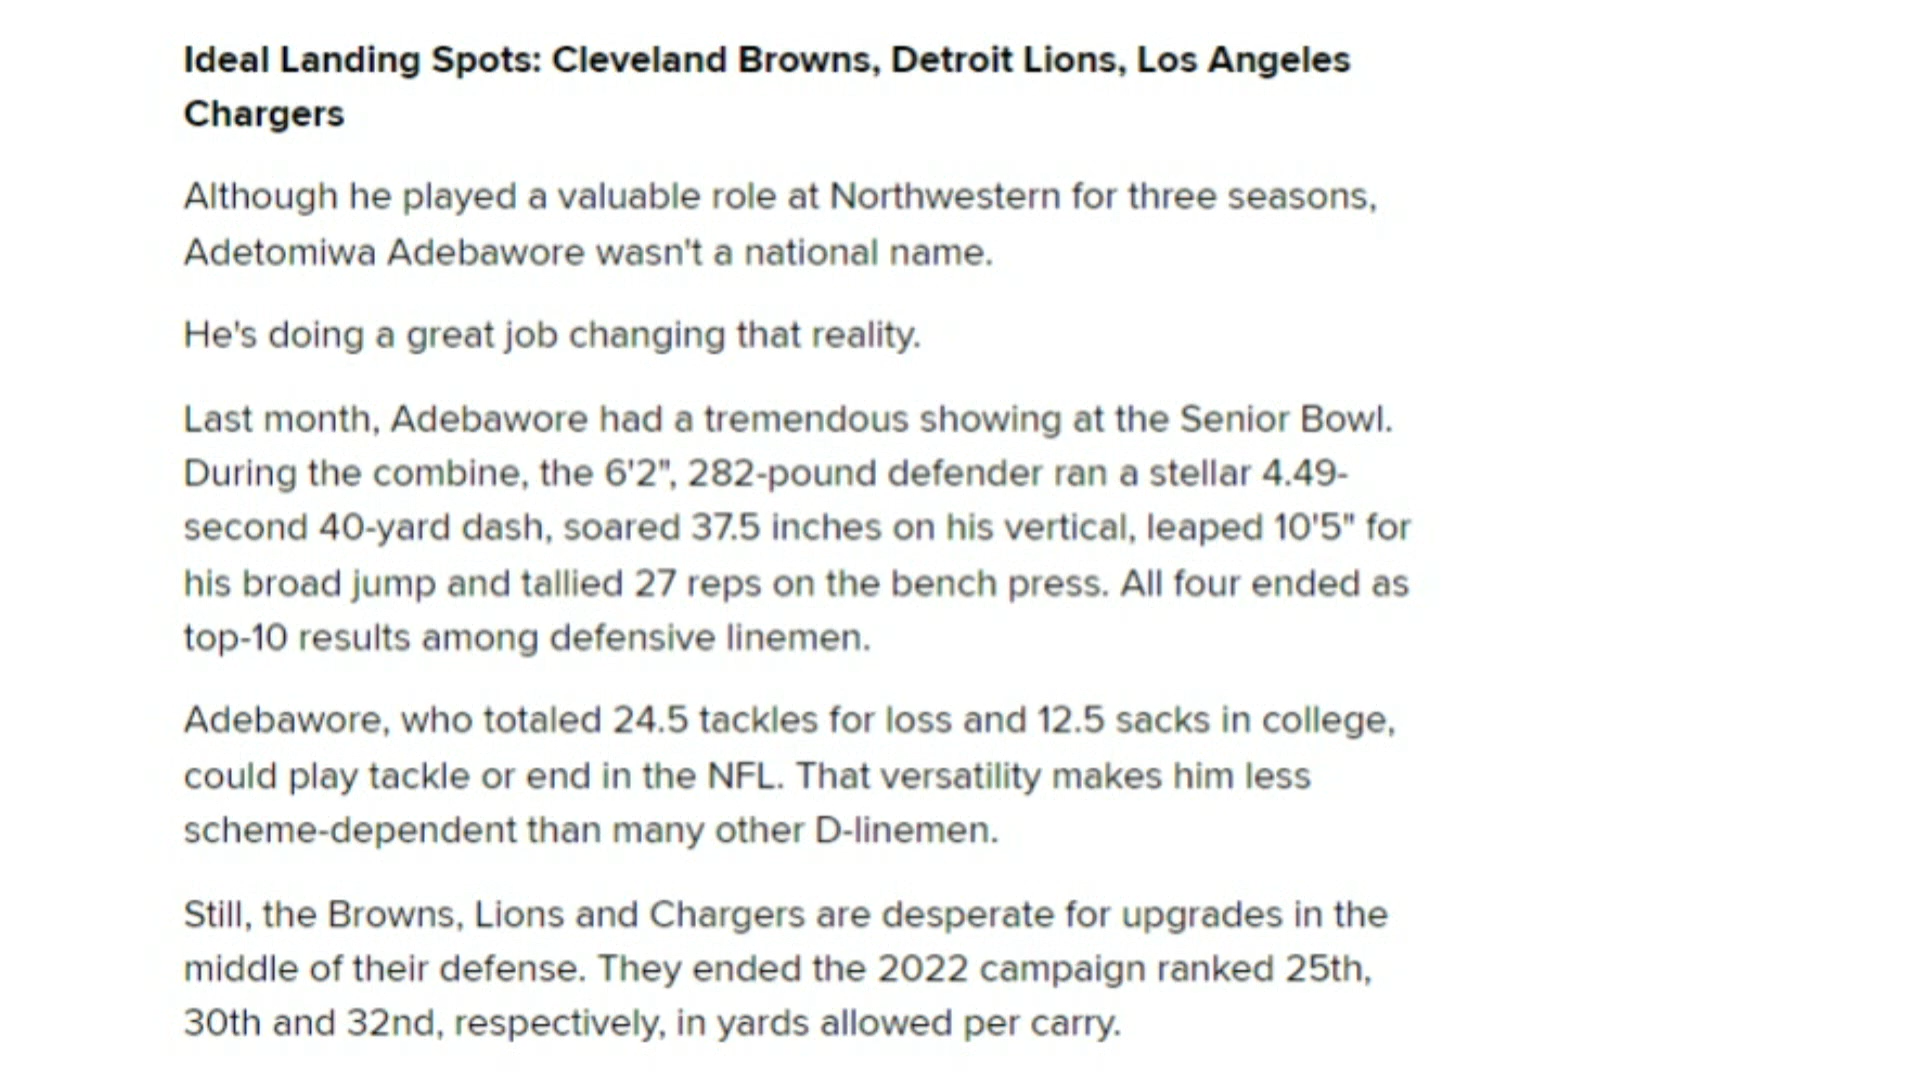 Ideal Landing Spots: Cleveland Browns, Detroit Lions, Los Angeles
Chargers
Although he played a valuable role at Northwestern for three seasons,
Adetomiwa Adebawore wasn't a national name.
He's doing a great job changing that reality.
Last month, Adebawore had a tremendous showing at the Senior Bowl.
During the combine, the 6'2", 282-pound defender ran a stellar 4.49-
second 40-yard dash, soared 37.5 inches on his vertical, leaped 10'5" for
his broad jump and tallied 27 reps on the bench press. All four ended as
top-10 results among defensive linemen.
Adebawore, who totaled 24.5 tackles for loss and 12.5 sacks in college,
could play tackle or end in the NFL. That versatility makes him less
scheme-dependent than many other D-linemen.
Still, the Browns, Lions and Chargers are desperate for upgrades in the
middle of their defense. They ended the 2022 campaign ranked 25th,
30th and 32nd, respectively, in yards allowed per carry.